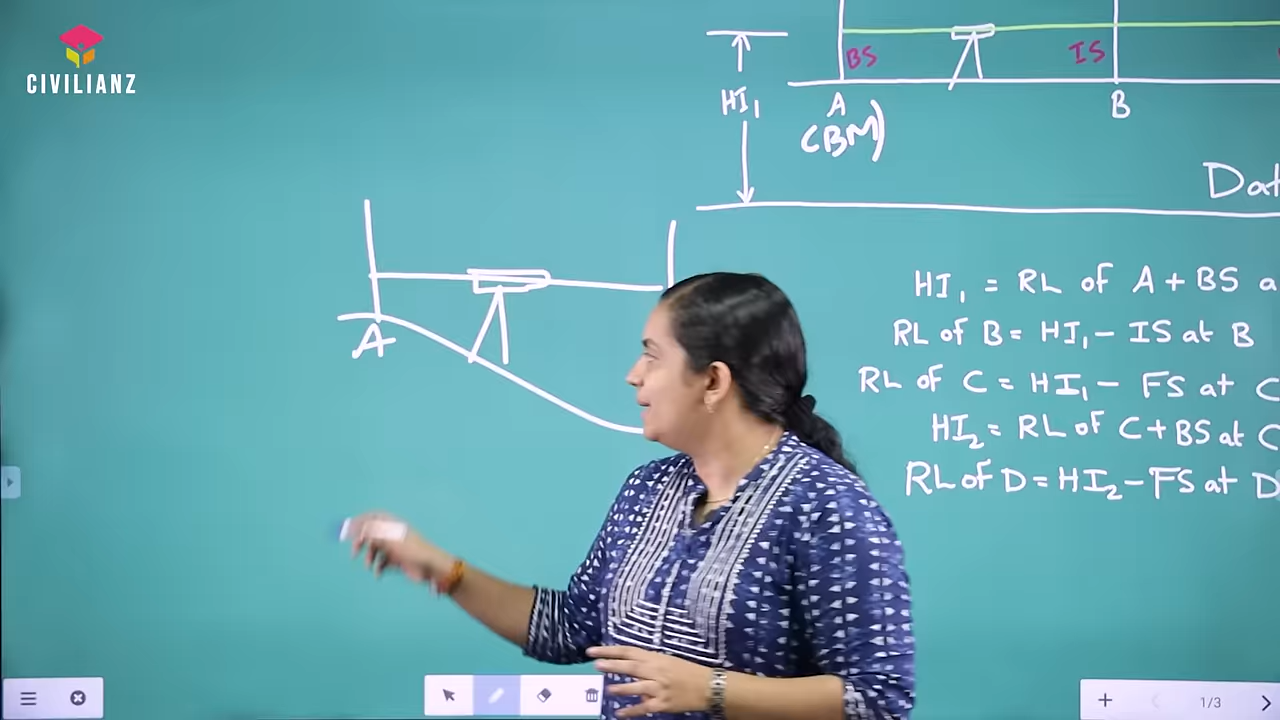 CIVILIANZ
BS
IS
HI₁
A
B
(BM)
HI₁ = RL of A + BS
RL of B = HI₁ - IS at B
RL of C = HI₁ - FS at C
HI₂ = RL of C + BS at C
RL of D = HI₂ - FS at D
A
1/3